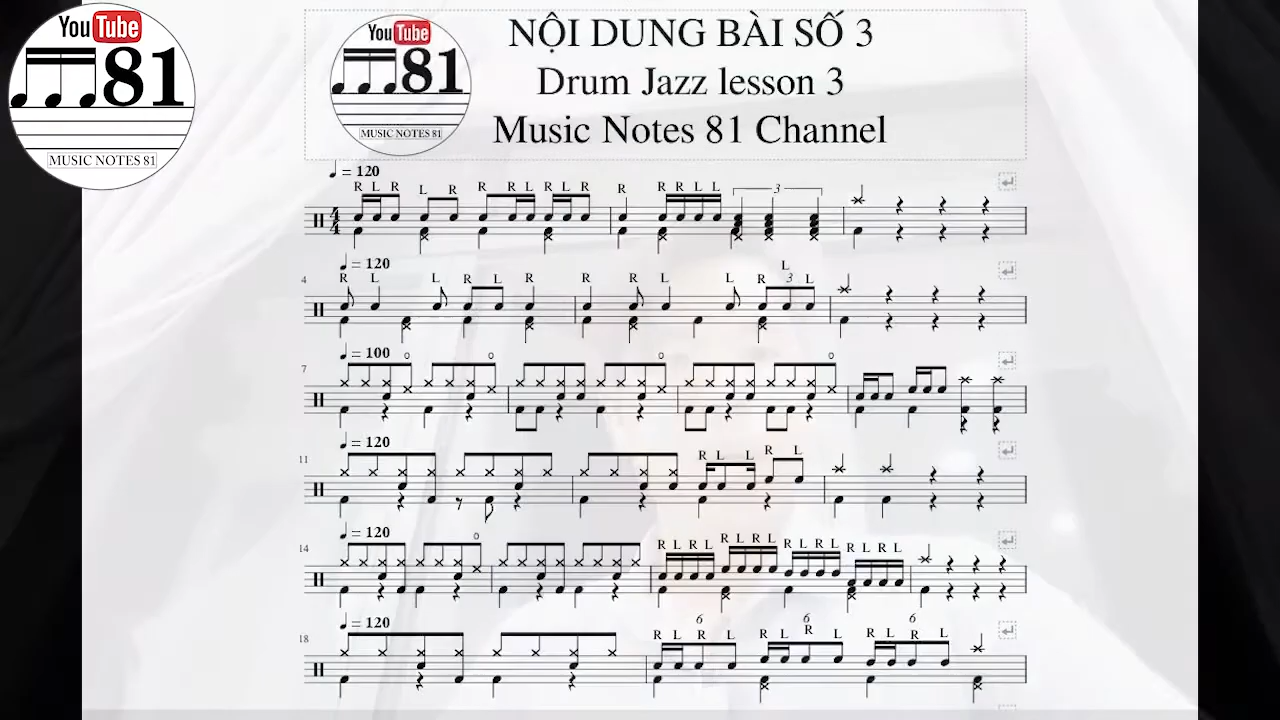 YouTube
81
MUSIC NOTES 81
YouTube
81
MUSIC NOTES 81
NỘI DUNG BÀI SỐ 3
Drum Jazz lesson 3
Music Notes 81 Channel
= 120
R L R L R R R L R L R R R R L L 3
4
4
= 120
4
R L L R L R R R L L R L L
3
= 100
7
o o o o
= 120
11
R L L R L
= 120
14
o
R L R L R L R L R L R L R L R L
= 120
18
6 6 6
R L R L R L R L R L R L